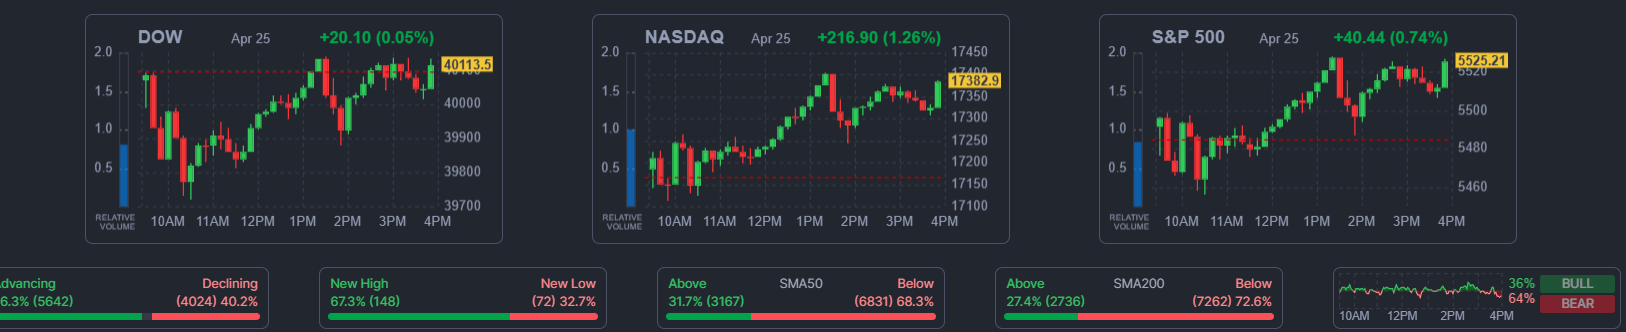 DOW Apr 25 +20.10 (0.05%)
2.0
1.5
1.0
0.5
40113.5
40000
39900
39800
39700
RELATIVE
VOLUME
10AM 11AM 12PM 1PM 2PM 3PM 4PM
NASDAQ Apr 25 +216.90 (1.26%)
2.0
1.5
1.0
0.5
17450
17400
17382.9
17350
17300
17250
17200
17150
17100
RELATIVE
VOLUME
10AM 11AM 12PM 1PM 2PM 3PM 4PM
S&P 500 Apr 25 +40.44 (0.74%)
2.0
1.5
1.0
0.5
5525.21
5520
5500
5480
5460
RELATIVE
VOLUME
10AM 11AM 12PM 1PM 2PM 3PM 4PM
dvancing Declining
6.3% (5642) (4024) 40.2%
New High New Low
67.3% (148) (72) 32.7%
Above SMA50 Below
31.7% (3167) (6831) 68.3%
Above SMA200 Below
27.4% (2736) (7262) 72.6%
36% BULL
64% BEAR
10AM 12PM 2PM 4PM